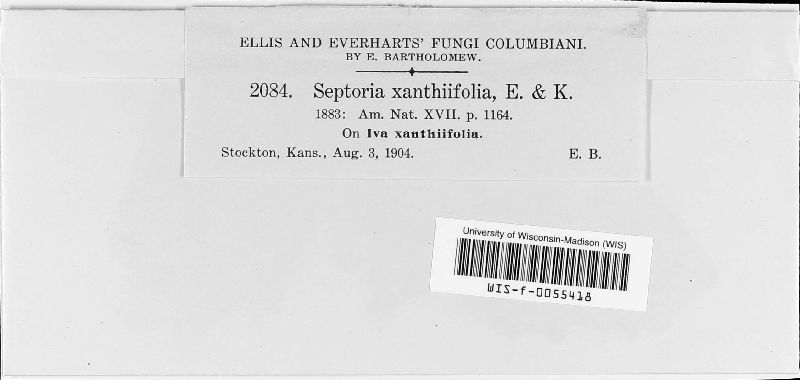 ELLIS AND EVERHARTS' FUNGI COLUMBIANI.
BY E. BARTHOLOMEW.
2084. Septoria xanthiifolia, E. & K.
1883: Am. Nat. XVII. p. 1164.
On Iva xanthiifolia.
Stockton, Kans., Aug. 3, 1904. E. B.
University of Wisconsin-Madison (WIS)
WIS-f-0055418